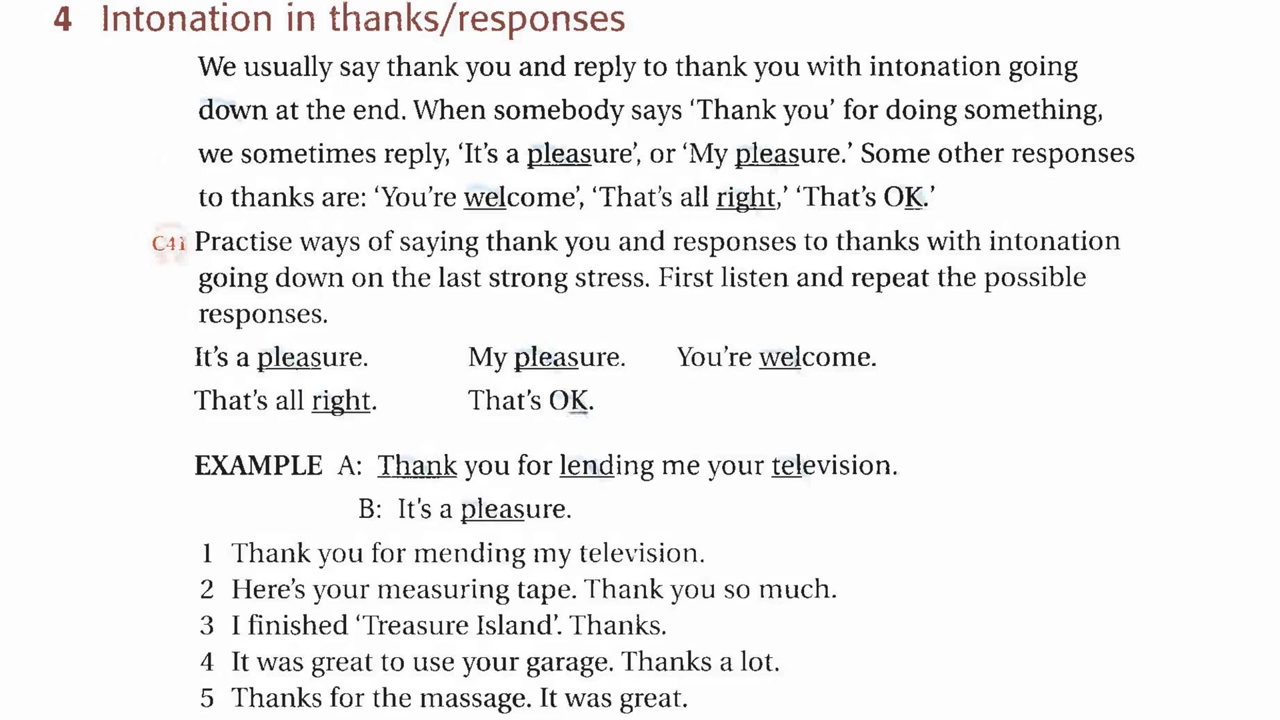 4 Intonation in thanks/responses
We usually say thank you and reply to thank you with intonation going
down at the end. When somebody says ‘Thank you’ for doing something,
we sometimes reply, ‘It’s a pleasure’, or ‘My pleasure.’ Some other responses
to thanks are: ‘You’re welcome’, ‘That’s all right,’ ‘That’s OK.’
C41 Practise ways of saying thank you and responses to thanks with intonation
going down on the last strong stress. First listen and repeat the possible
responses.
It’s a pleasure. My pleasure. You’re welcome.
That’s all right. That’s OK.
EXAMPLE A: Thank you for lending me your television.
B: It’s a pleasure.
1 Thank you for mending my television.
2 Here’s your measuring tape. Thank you so much.
3 I finished ‘Treasure Island’. Thanks.
4 It was great to use your garage. Thanks a lot.
5 Thanks for the massage. It was great.